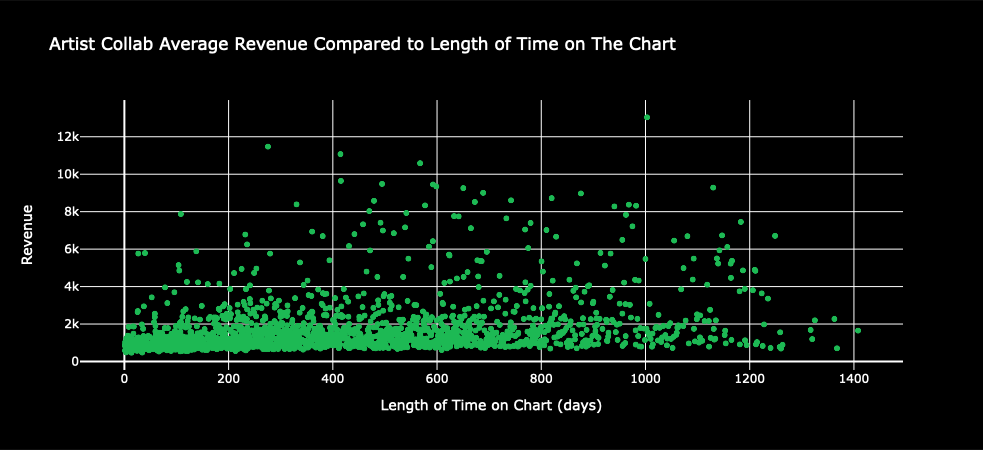 Artist Collab Average Revenue Compared to Length of Time on The Chart
12k
10k
8k
6k
4k
2k
0
Revenue
0 200 400 600 800 1000 1200 1400
Length of Time on Chart (days)